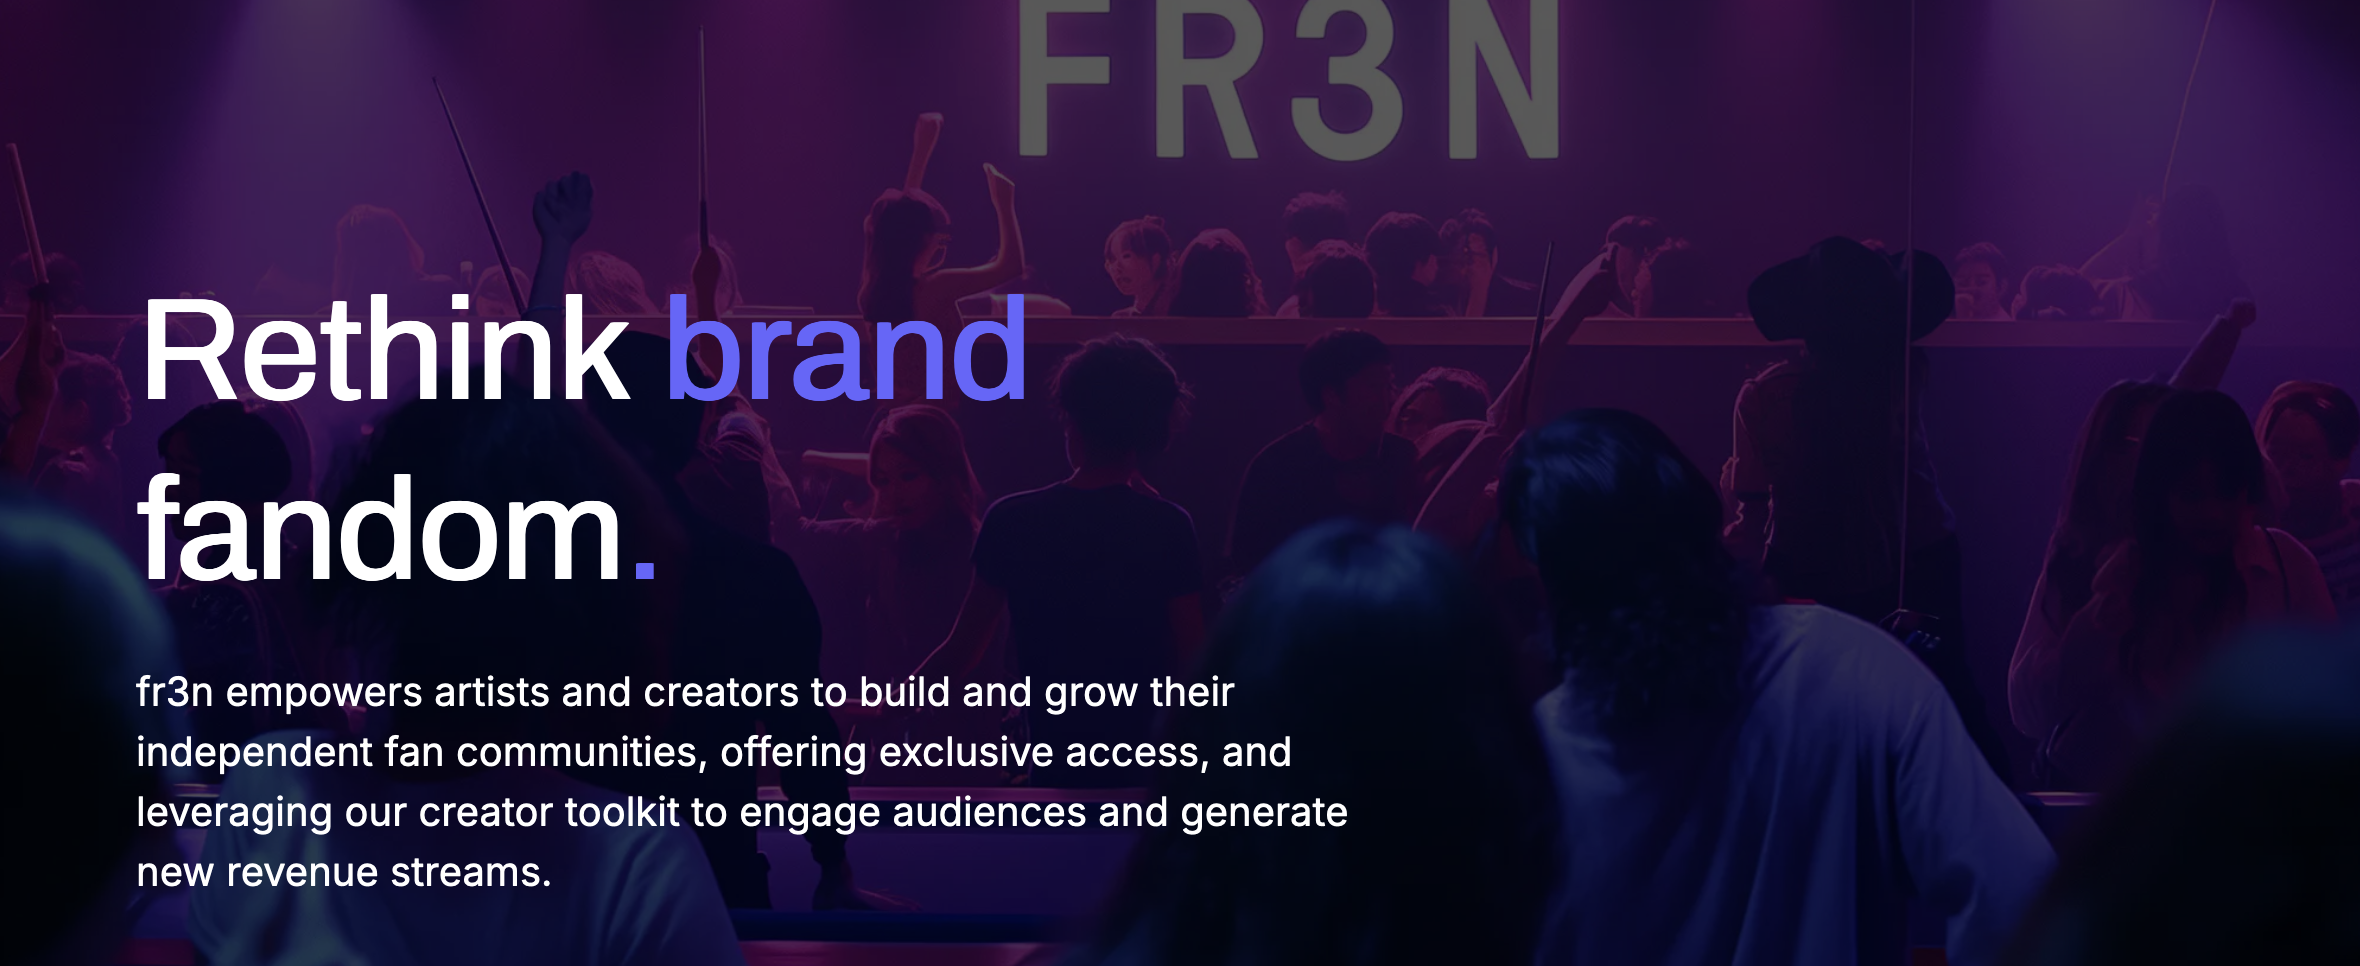 FR3N
Rethink brand
fandom.
fr3n empowers artists and creators to build and grow their
independent fan communities, offering exclusive access, and
leveraging our creator toolkit to engage audiences and generate
new revenue streams.